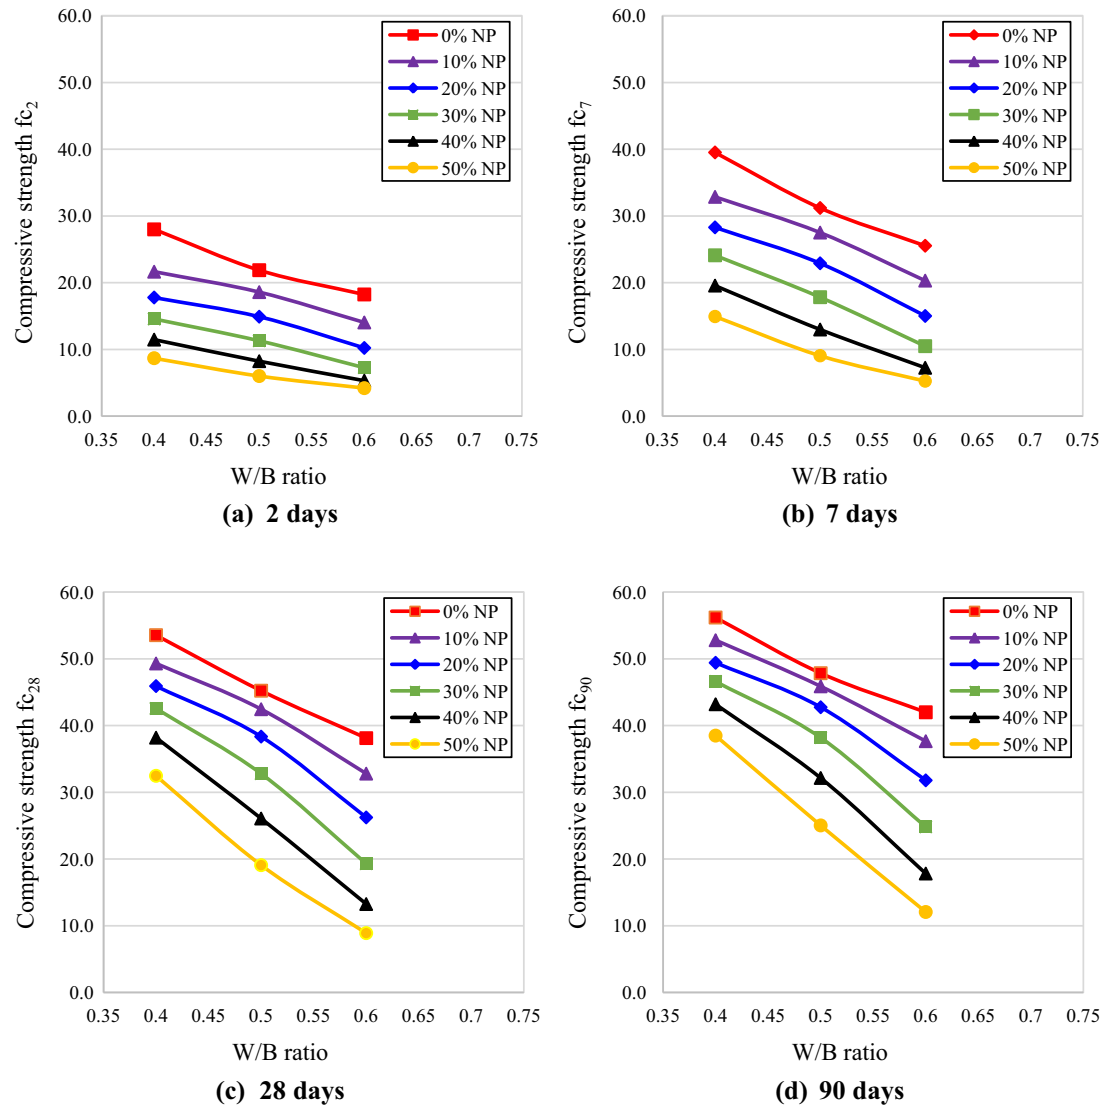 60.0
50.0
40.0
30.0
20.0
10.0
0.0
Compressive strength fc2
0% NP
10% NP
20% NP
30% NP
40% NP
50% NP
0.35 0.4 0.45 0.5 0.55 0.6 0.65 0.7 0.75
W/B ratio
(a) 2 days
60.0
50.0
40.0
30.0
20.0
10.0
0.0
Compressive strength fc7
0% NP
10% NP
20% NP
30% NP
40% NP
50% NP
0.35 0.4 0.45 0.5 0.55 0.6 0.65 0.7 0.75
W/B ratio
(b) 7 days
60.0
50.0
40.0
30.0
20.0
10.0
0.0
Compressive strength fc28
0% NP
10% NP
20% NP
30% NP
40% NP
50% NP
0.35 0.4 0.45 0.5 0.55 0.6 0.65 0.7 0.75
W/B ratio
(c) 28 days
60.0
50.0
40.0
30.0
20.0
10.0
0.0
Compressive strength fc90
0% NP
10% NP
20% NP
30% NP
40% NP
50% NP
0.35 0.4 0.45 0.5 0.55 0.6 0.65 0.7 0.75
W/B ratio
(d) 90 days